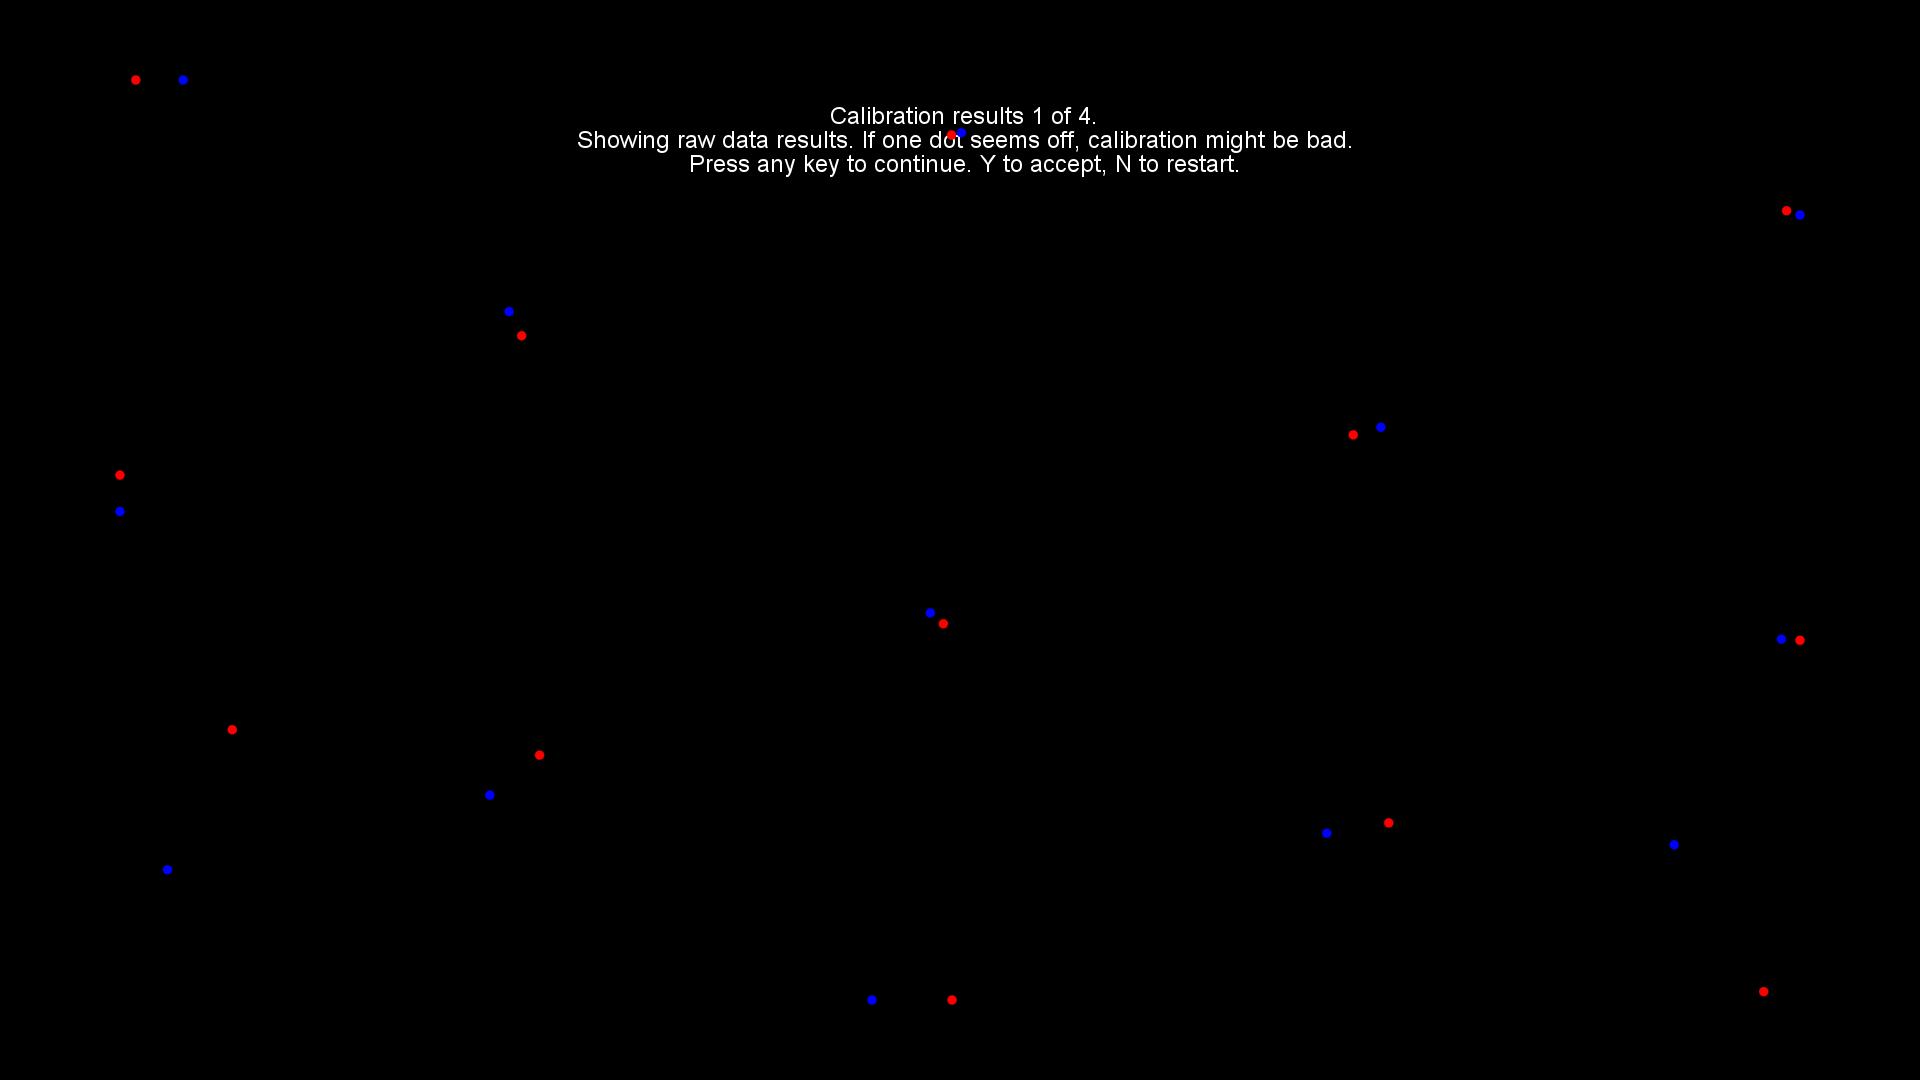 Calibration results 1 of 4.
Showing raw data results. If one dot seems off, calibration might be bad.
Press any key to continue. Y to accept, N to restart.